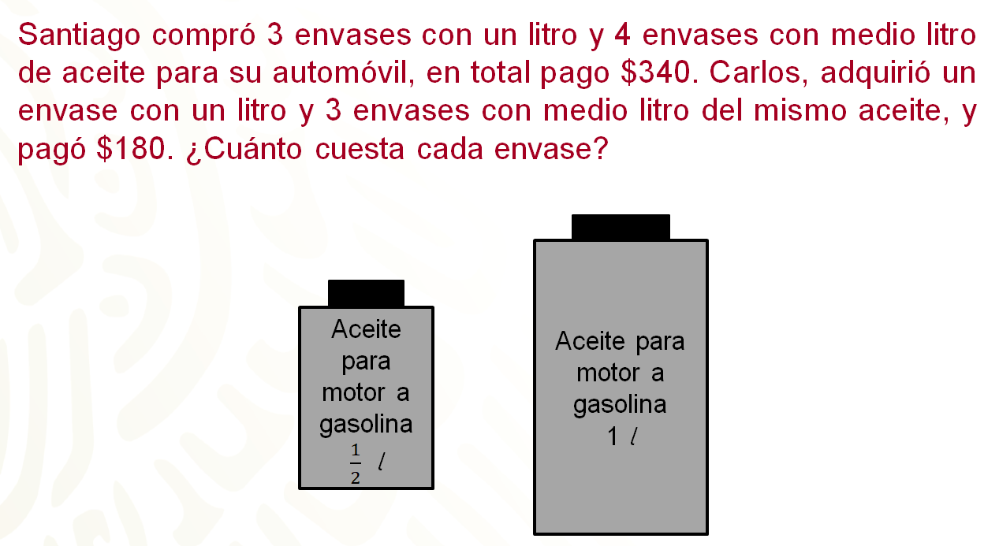 Santiago compró 3 envases con un litro y 4 envases con medio litro
de aceite para su automóvil, en total pago $340. Carlos, adquirió un
envase con un litro y 3 envases con medio litro del mismo aceite, y
pagó $180. ¿Cuánto cuesta cada envase?
Aceite
para
motor a
gasolina
1/2 l
Aceite para
motor a
gasolina
1 l